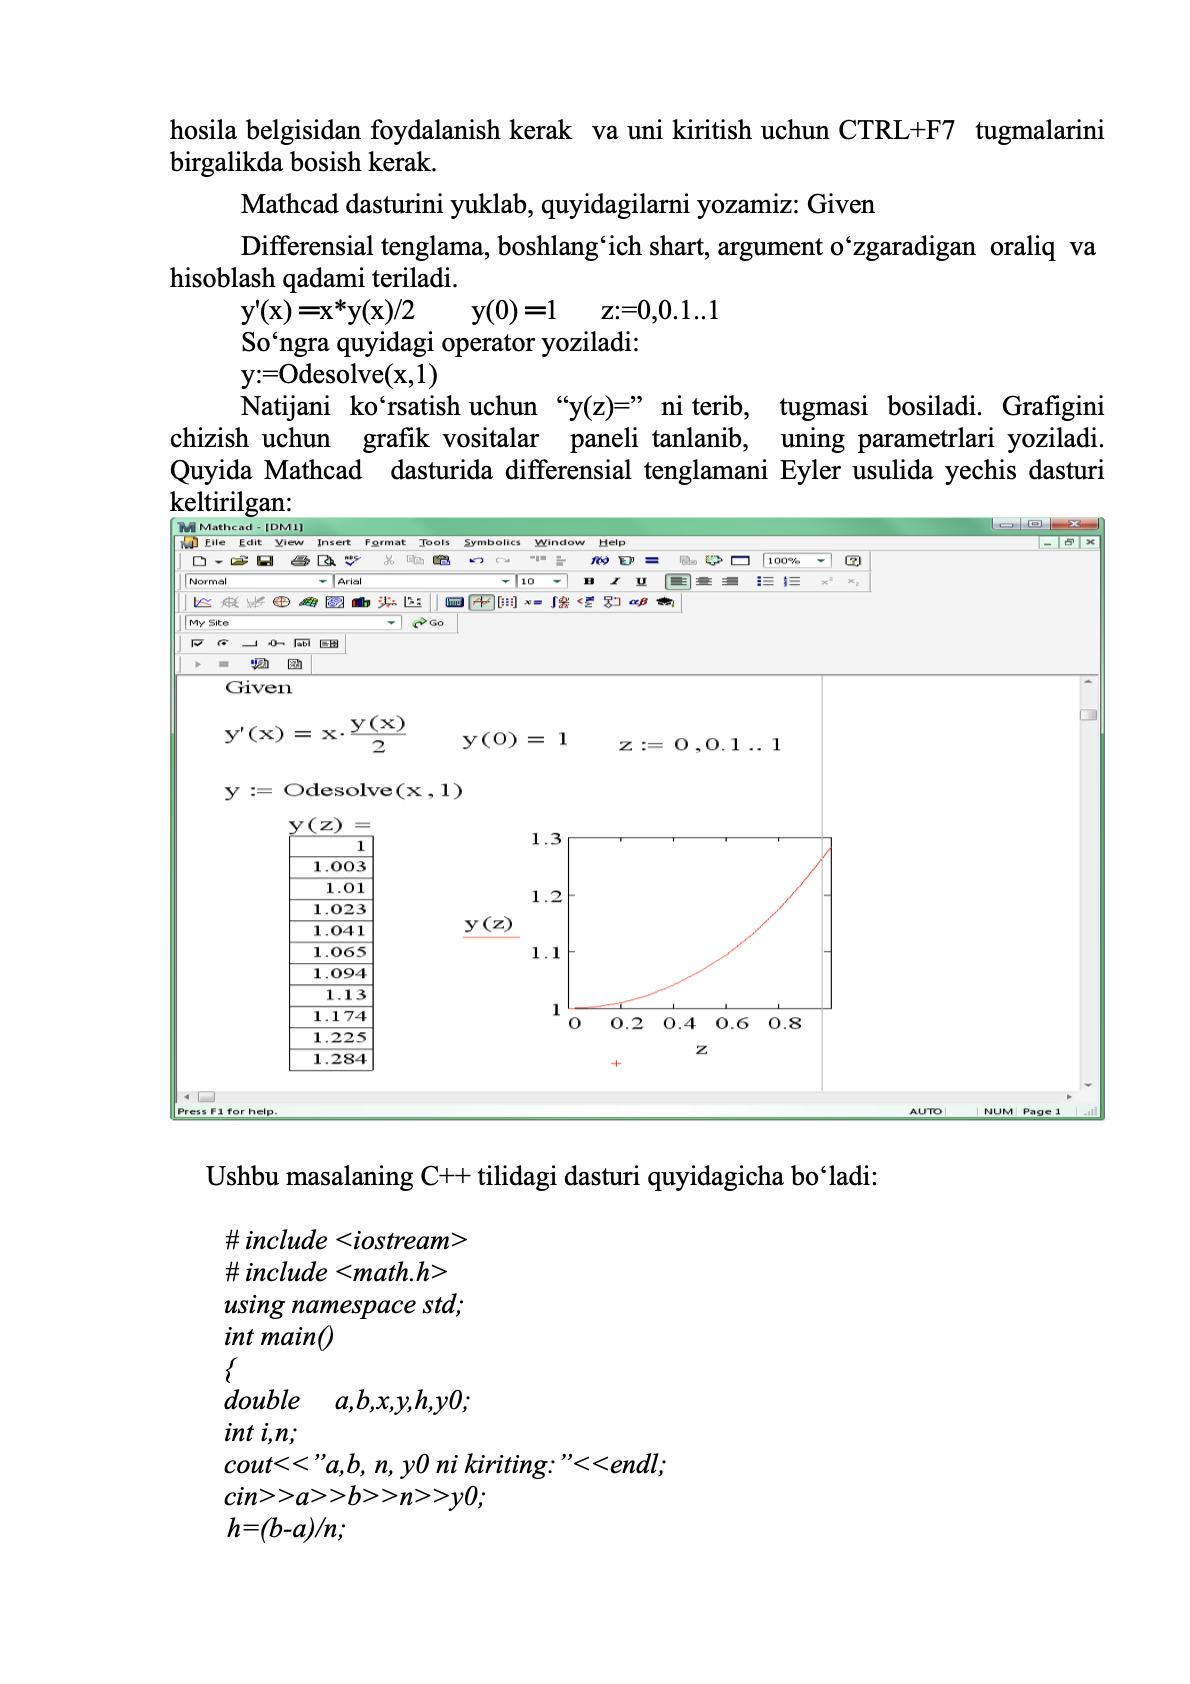 hosila belgisidan foydalanish kerak va uni kiritish uchun CTRL+F7 tugmalarini
birgalikda bosish kerak.
Mathcad dasturini yuklab, quyidagilarni yozamiz: Given
Differensial tenglama, boshlang‘ich shart, argument o‘zgaradigan oraliq va
hisoblash qadami teriladi.
y'(x) =x*y(x)/2 y(0) =1 z:=0,0.1..1
So‘ngra quyidagi operator yoziladi:
y:=Odesolve(x,1)
Natijani ko‘rsatish uchun “y(z)=” ni terib, tugmasi bosiladi. Grafigini
chizish uchun grafik vositalar paneli tanlanib, uning parametrlari yoziladi.
Quyida Mathcad dasturida differensial tenglamani Eyler usulida yechis dasturi
keltirilgan:
Mathcad - [DM1]
File Edit View Insert Format Tools Symbolics Window Help
100%
Normal Arial 10 B I U
My Site Go
Given
y'(x) = x· y(x)/2 y(0) = 1 z := 0,0.1.. 1
y := Odesolve(x,1)
y(z) =
1
1.003
1.01
1.023
1.041
1.065
1.094
1.13
1.174
1.225
1.284
1.3
1.2
y(z)
1.1
1
0 0.2 0.4 0.6 0.8
z
Press F1 for help. AUTO NUM Page 1
Ushbu masalaning C++ tilidagi dasturi quyidagicha bo‘ladi:
# include <iostream>
# include <math.h>
using namespace std;
int main()
{
double a,b,x,y,h,y0;
int i,n;
cout<<”a,b, n, y0 ni kiriting:”<<endl;
cin>>a>>b>>n>>y0;
h=(b-a)/n;